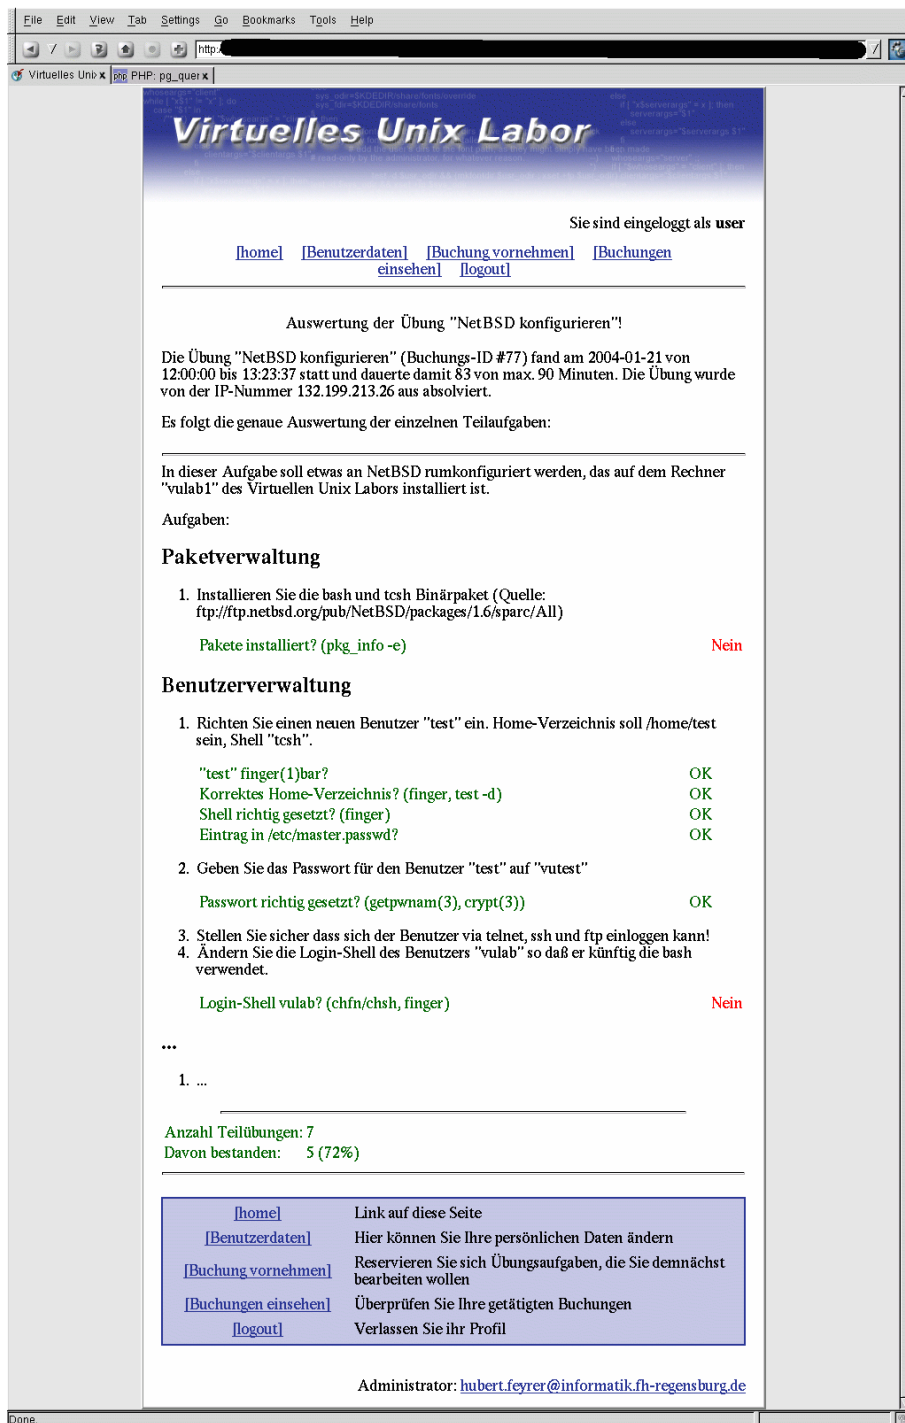 File Edit View Tab Settings Go Bookmarks Tools Help
http:
Virtuelles Unix PHP: pg_quer
Virtuelles Unix Labor
Sie sind eingeloggt als user
[home] [Benutzerdaten] [Buchung vornehmen] [Buchungen
einsehen] [logout]
Auswertung der Übung "NetBSD konfigurieren"!
Die Übung "NetBSD konfigurieren" (Buchungs-ID #77) fand am 2004-01-21 von
12:00:00 bis 13:23:37 statt und dauerte damit 83 von max. 90 Minuten. Die Übung wurde
von der IP-Nummer 132.199.213.26 aus absolviert.
Es folgt die genaue Auswertung der einzelnen Teilaufgaben:
In dieser Aufgabe soll etwas an NetBSD rumkonfiguriert werden, das auf dem Rechner
"vulab1" des Virtuellen Unix Labors installiert ist.
Aufgaben:
Paketverwaltung
1. Installieren Sie die bash und tcsh Binärpaket (Quelle:
ftp://ftp.netbsd.org/pub/NetBSD/packages/1.6/sparc/All)
Pakete installiert? (pkg_info -e) Nein
Benutzerverwaltung
1. Richten Sie einen neuen Benutzer "test" ein. Home-Verzeichnis soll /home/test
sein, Shell "tcsh".
"test" finger(1)bar? OK
Korrektes Home-Verzeichnis? (finger, test -d) OK
Shell richtig gesetzt? (finger) OK
Eintrag in /etc/master.passwd? OK
2. Geben Sie das Passwort für den Benutzer "test" auf "vutest"
Passwort richtig gesetzt? (getpwnam(3), crypt(3)) OK
3. Stellen Sie sicher dass sich der Benutzer via telnet, ssh und ftp einloggen kann!
4. Ändern Sie die Login-Shell des Benutzers "vulab" so daß er künftig die bash
verwendet.
Login-Shell vulab? (chfn/chsh, finger) Nein
...
1. ...
Anzahl Teilübungen: 7
Davon bestanden: 5 (72%)
[home] Link auf diese Seite
[Benutzerdaten] Hier können Sie Ihre persönlichen Daten ändern
[Buchung vornehmen] Reservieren Sie sich Übungsaufgaben, die Sie demnächst
bearbeiten wollen
[Buchungen einsehen] Überprüfen Sie Ihre getätigten Buchungen
[logout] Verlassen Sie ihr Profil
Administrator: hubert.feyrer@informatik.fh-regensburg.de
Done.